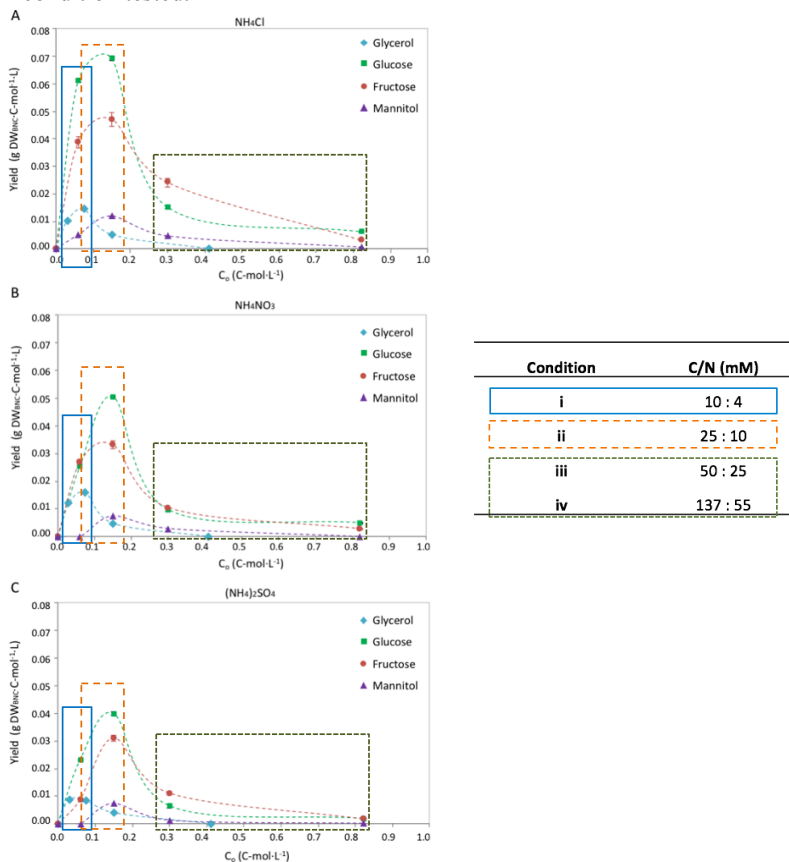 A
NH₄Cl
Yield (g DWBNC·C-mol⁻¹·L)
0.08
0.07
0.06
0.05
0.04
0.03
0.02
0.01
0.00
Glycerol
Glucose
Fructose
Mannitol
0.0 0.1 0.2 0.3 0.4 0.5 0.6 0.7 0.8 0.9 1.0
C₀ (C-mol·L⁻¹)
B
NH₄NO₃
Yield (g DWBNC·C-mol⁻¹·L)
0.08
0.07
0.06
0.05
0.04
0.03
0.02
0.01
0.00
Glycerol
Glucose
Fructose
Mannitol
0.0 0.1 0.2 0.3 0.4 0.5 0.6 0.7 0.8 0.9 1.0
C₀ (C-mol·L⁻¹)
C
(NH₄)₂SO₄
Yield (g DWBNC·C-mol⁻¹·L)
0.08
0.07
0.06
0.05
0.04
0.03
0.02
0.01
0.00
Glycerol
Glucose
Fructose
Mannitol
0.0 0.1 0.2 0.3 0.4 0.5 0.6 0.7 0.8 0.9 1.0
C₀ (C-mol·L⁻¹)
Condition C/N (mM)
i 10 : 4
ii 25 : 10
iii 50 : 25
iv 137 : 55